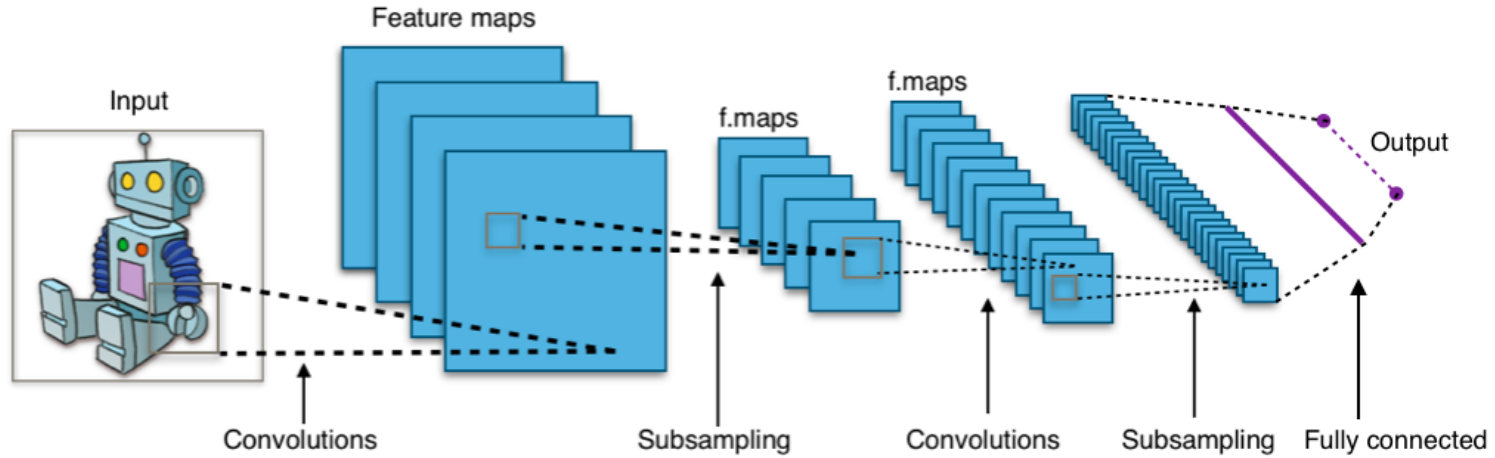 Feature maps
Input
f.maps
f.maps
Output
Convolutions
Subsampling
Convolutions
Subsampling
Fully connected